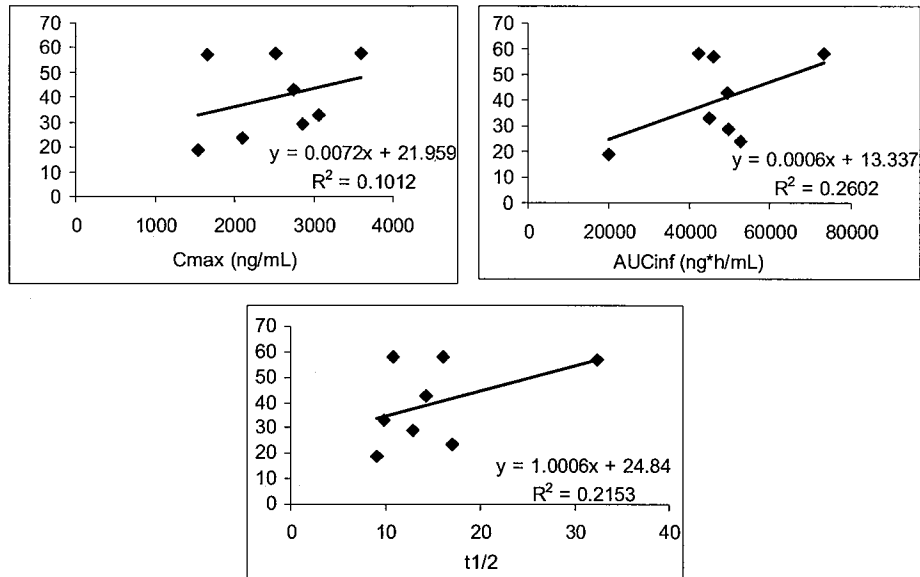 70
60
50
40
30
20
10
0
y = 0.0072x + 21.959
R² = 0.1012
0 1000 2000 3000 4000
Cmax (ng/mL)
70
60
50
40
30
20
10
0
y = 0.0006x + 13.337
R² = 0.2602
0 20000 40000 60000 80000
AUCinf (ng*h/mL)
70
60
50
40
30
20
10
0
y = 1.0006x + 24.84
R² = 0.2153
0 10 20 30 40
t1/2